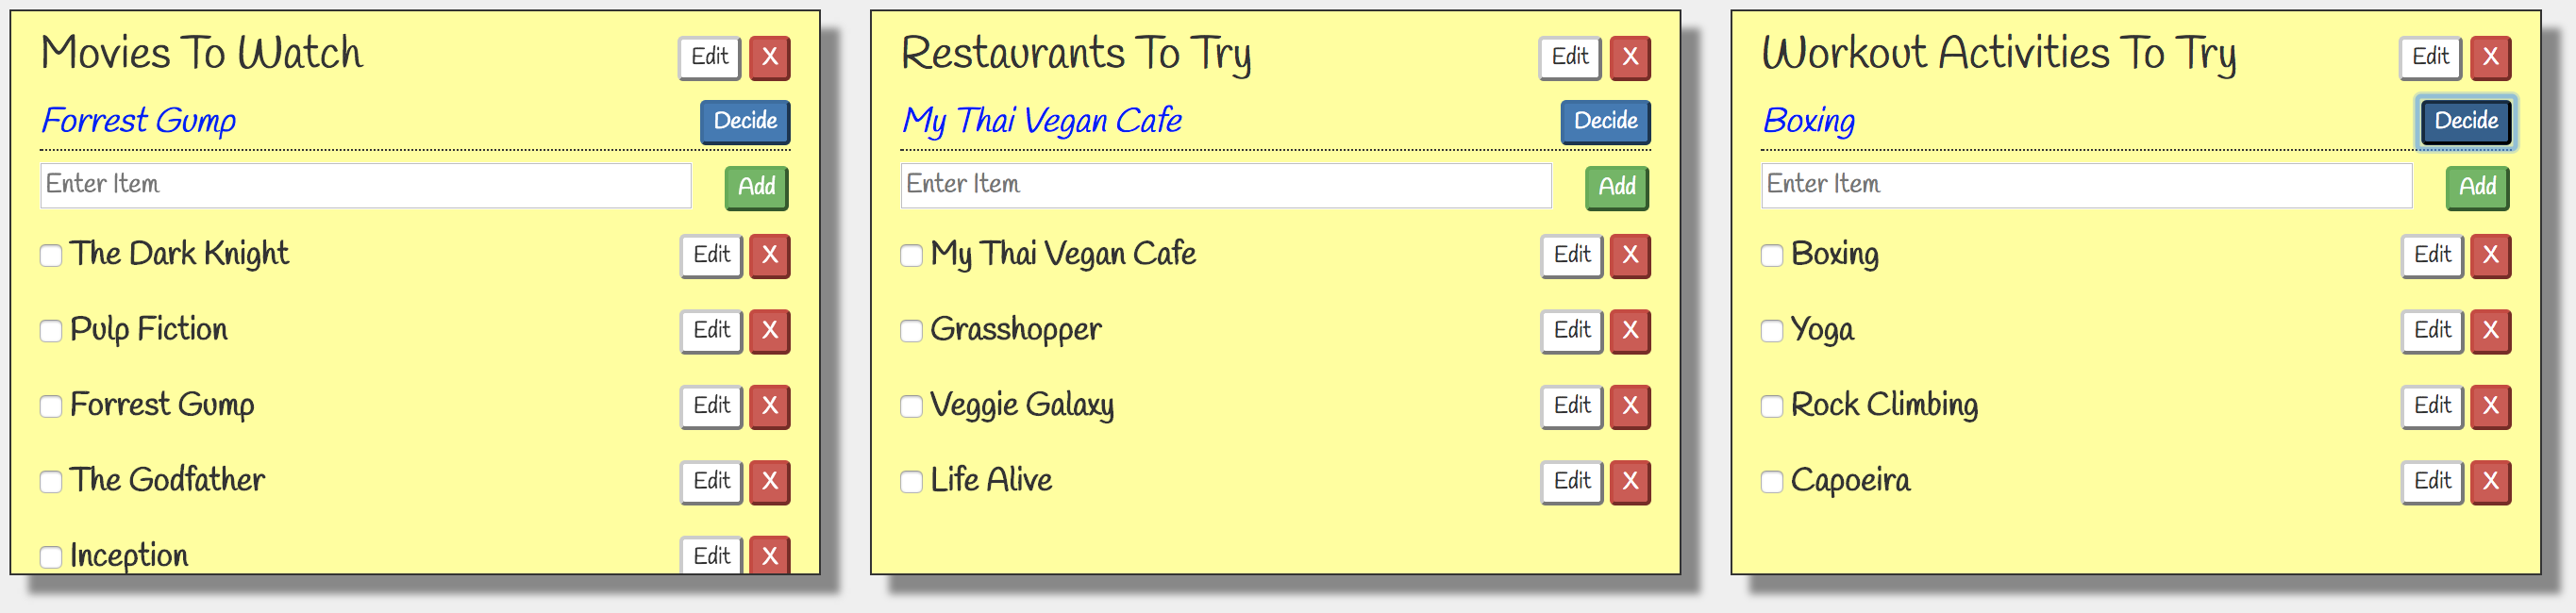 Movies To Watch Edit X
Forrest Gump Decide
Enter Item Add
The Dark Knight Edit X
Pulp Fiction Edit X
Forrest Gump Edit X
The Godfather Edit X
Inception Edit X
Restaurants To Try Edit X
My Thai Vegan Cafe Decide
Enter Item Add
My Thai Vegan Cafe Edit X
Grasshopper Edit X
Veggie Galaxy Edit X
Life Alive Edit X
Workout Activities To Try Edit X
Boxing Decide
Enter Item Add
Boxing Edit X
Yoga Edit X
Rock Climbing Edit X
Capoeira Edit X